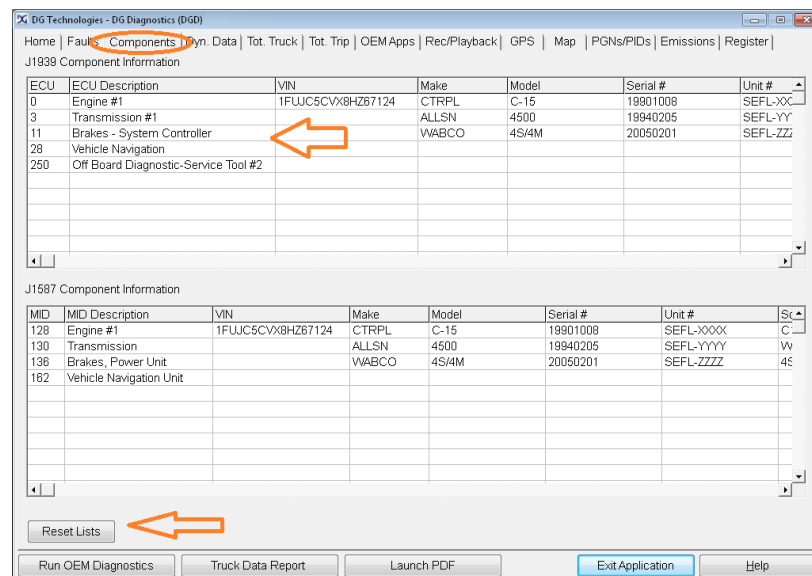 DG Technologies - DG Diagnostics (DGD)
Home | Faults Components Dyn. Data | Tot. Truck | Tot. Trip | OEM Apps | Rec/Playback | GPS | Map | PGNs/PIDs | Emissions | Register |
J1939 Component Information
ECU ECU Description VIN Make Model Serial # Unit #
0 Engine #1 1FUJC5CVX8HZ67124 CTRPL C-15 19901008 SEFL-XX
3 Transmission #1 ALLSN 4500 19940205 SEFL-YY
11 Brakes - System Controller WABCO 4S/4M 20050201 SEFL-ZZZ
28 Vehicle Navigation
250 Off Board Diagnostic-Service Tool #2
J1587 Component Information
MID MID Description VIN Make Model Serial # Unit #
128 Engine #1 1FUJC5CVX8HZ67124 CTRPL C-15 19901008 SEFL-XXXX
130 Transmission ALLSN 4500 19940205 SEFL-YYYY
136 Brakes, Power Unit WABCO 4S/4M 20050201 SEFL-ZZZZ 4S
162 Vehicle Navigation Unit
Reset Lists
Run OEM Diagnostics Truck Data Report Launch PDF Exit Application Help